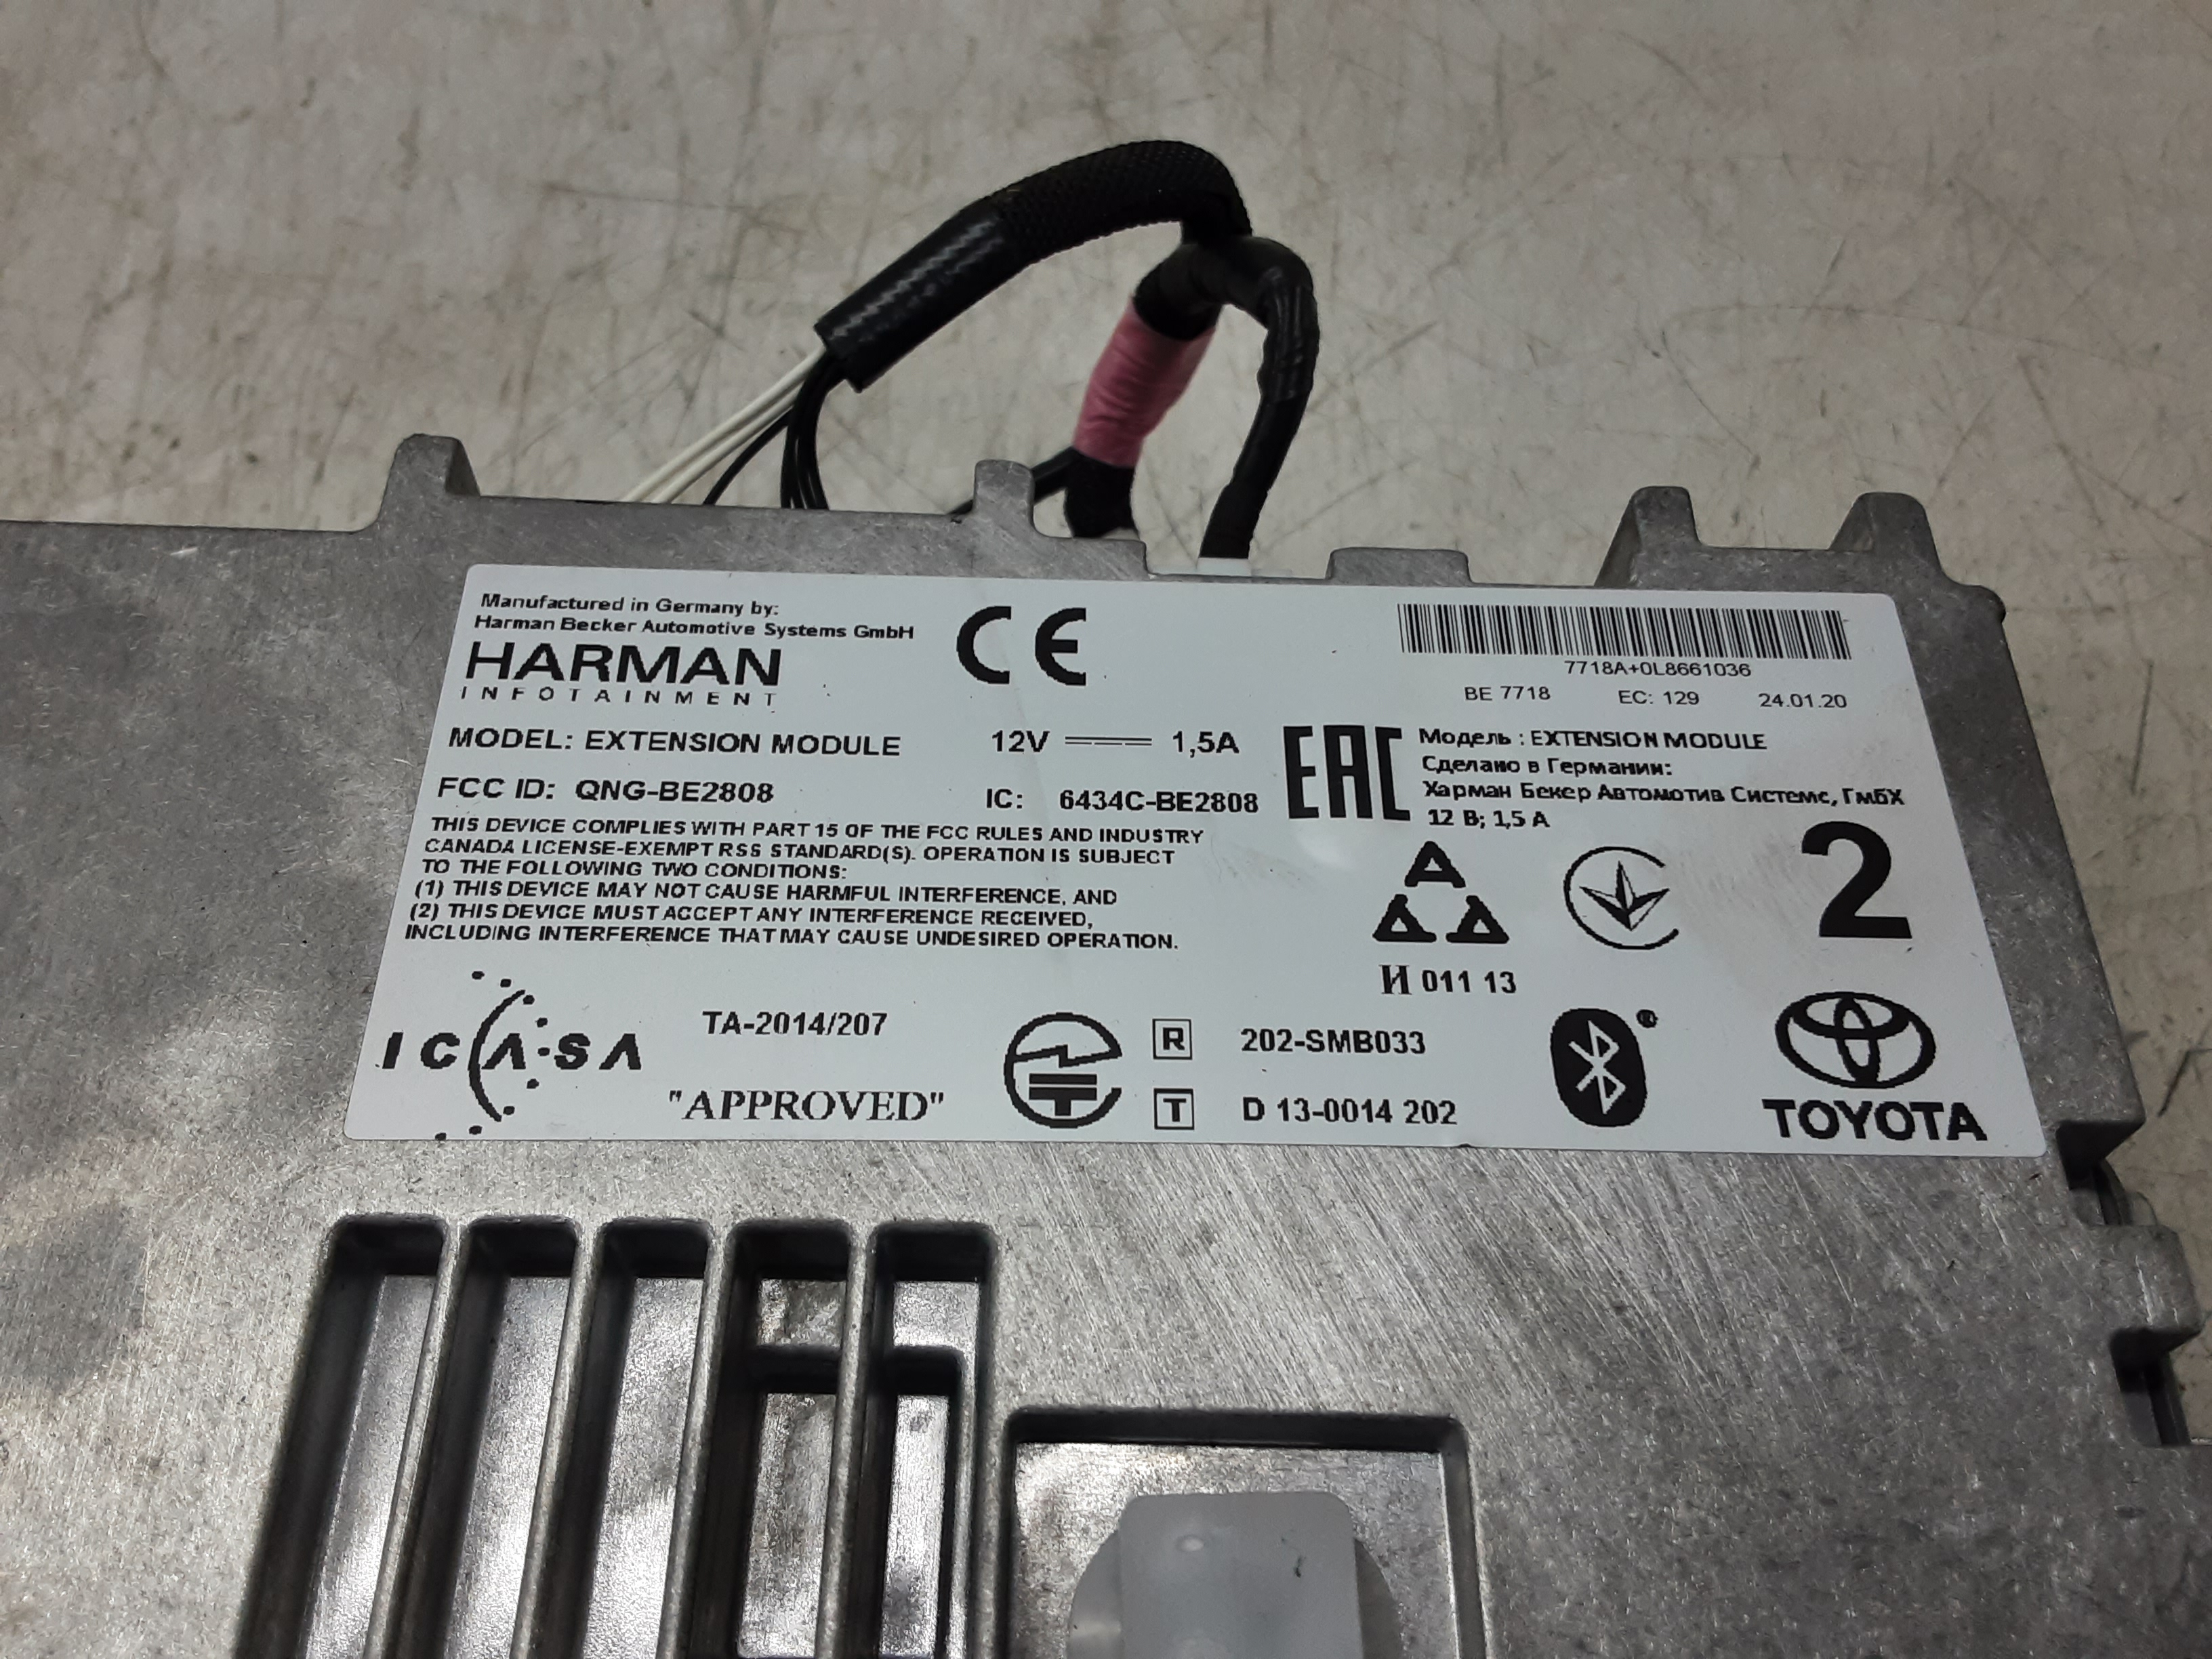 Manufactured in Germany by:
Harman Becker Automotive Systems GmbH
HARMAN
INFOTAINMENT
CE
7718A+0L8661036
BE 7718 EC: 129 24.01.20
MODEL: EXTENSION MODULE 12V 1,5A
FCC ID: QNG-BE2808 IC: 6434C-BE2808
EAC
Модель : EXTENSION MODULE
Сделано в Германии:
Харман Бекер Автомотив Системс, ГмбХ
12 В; 1,5 А
THIS DEVICE COMPLIES WITH PART 15 OF THE FCC RULES AND INDUSTRY
CANADA LICENSE-EXEMPT RSS STANDARD(S). OPERATION IS SUBJECT
TO THE FOLLOWING TWO CONDITIONS:
(1) THIS DEVICE MAY NOT CAUSE HARMFUL INTERFERENCE, AND
(2) THIS DEVICE MUST ACCEPT ANY INTERFERENCE RECEIVED,
INCLUDING INTERFERENCE THAT MAY CAUSE UNDESIRED OPERATION.
2
И 011 13
ICASA
TA-2014/207
"APPROVED"
R 202-SMB033
T D 13-0014 202
TOYOTA